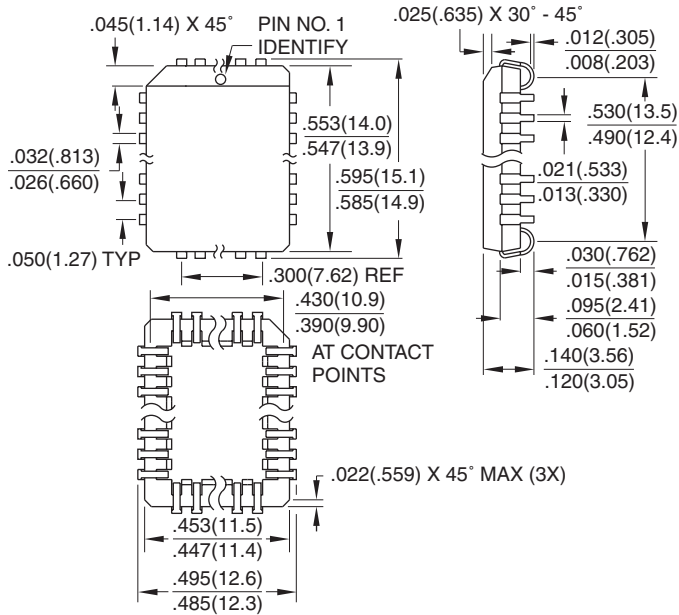 .045(1.14) X 45˚
PIN NO. 1
IDENTIFY
.025(.635) X 30˚ - 45˚
.012(.305)
.008(.203)
.553(14.0)
.547(13.9)
.530(13.5)
.490(12.4)
.032(.813)
.026(.660)
.595(15.1)
.585(14.9)
.021(.533)
.013(.330)
.050(1.27) TYP
.300(7.62) REF
.030(.762)
.015(.381)
.430(10.9)
.390(9.90)
AT CONTACT
POINTS
.095(2.41)
.060(1.52)
.140(3.56)
.120(3.05)
.022(.559) X 45˚ MAX (3X)
.453(11.5)
.447(11.4)
.495(12.6)
.485(12.3)